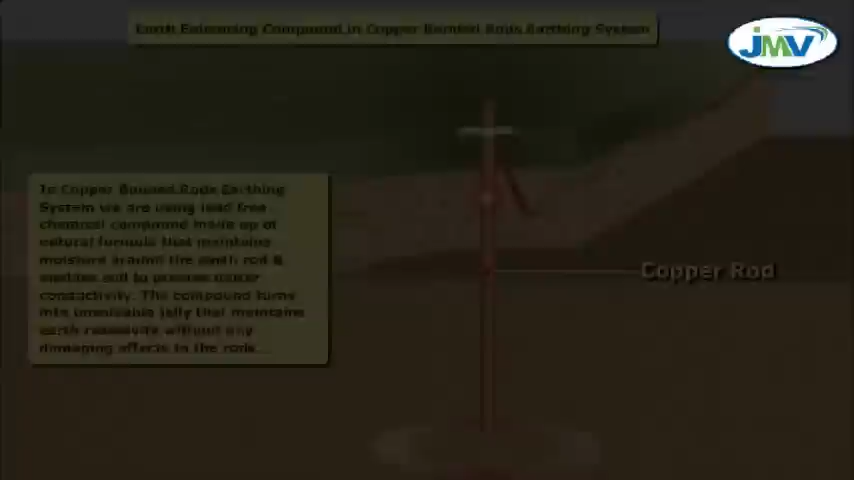 Earth Enhancing Compound in Copper Bonded Rods Earthing System
JMV
In Copper Bonded Rods Earthing
System we are using lead free
chemical compound made up of
natural formula that maintains
moisture around the earth rod &
enables soil to provide better
conductivity. The compound turns
into jelly that maintains
earth resistivity without any
damaging effects to the rods...
Copper Rod